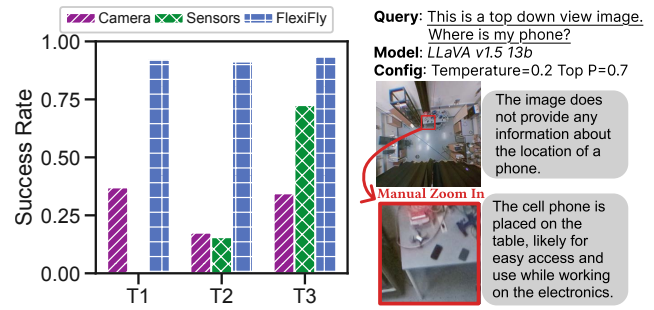 Camera Sensors FlexiFly
1.00
0.75
0.50
0.25
0.00
Success Rate
T1 T2 T3
Query: This is a top down view image.
Where is my phone?
Model: LLaVA v1.5 13b
Config: Temperature=0.2 Top P=0.7
The image does
not provide any
information about
the location of a
phone.
Manual Zoom In
The cell phone is
placed on the
table, likely for
easy access and
use while working
on the electronics.